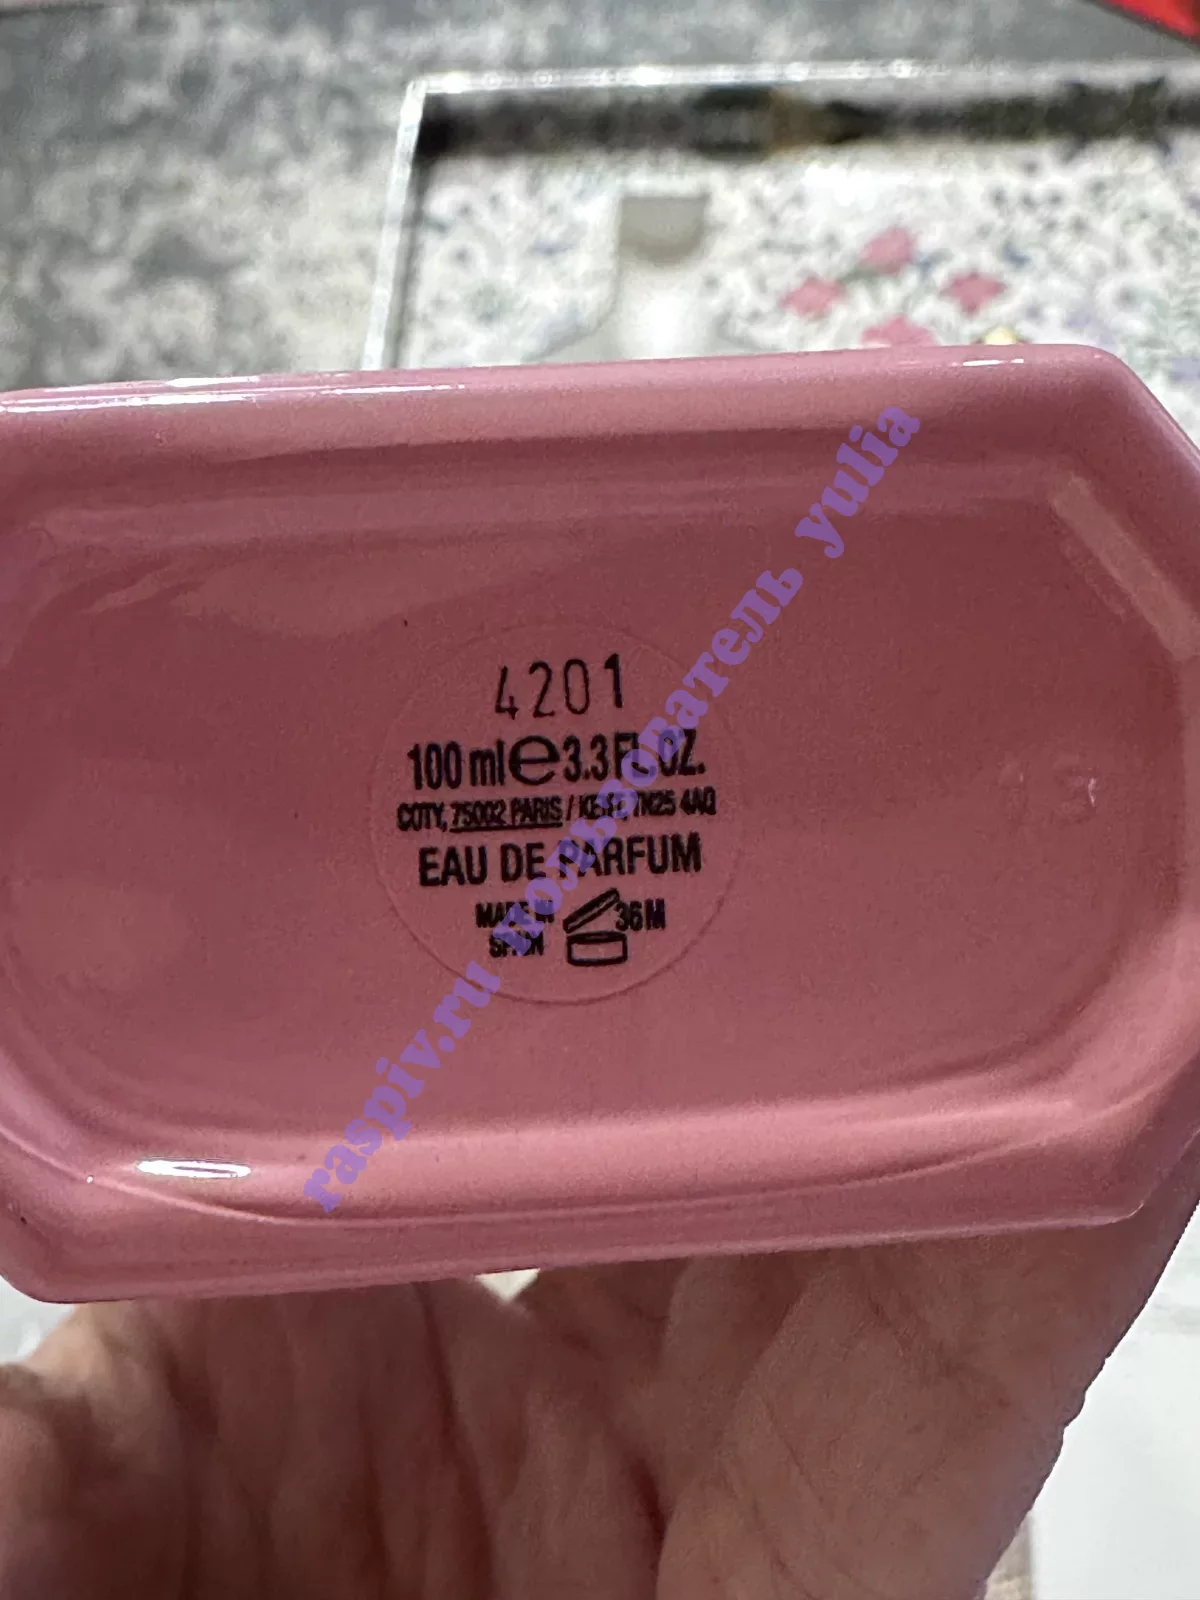 4201
100 ml e 3.3 FL.OZ.
COTY, 75002 PARIS / KENT, TN25 4AQ
EAU DE PARFUM
MADE IN
SPAIN
36 M
raspiv.ru пользователь yulia